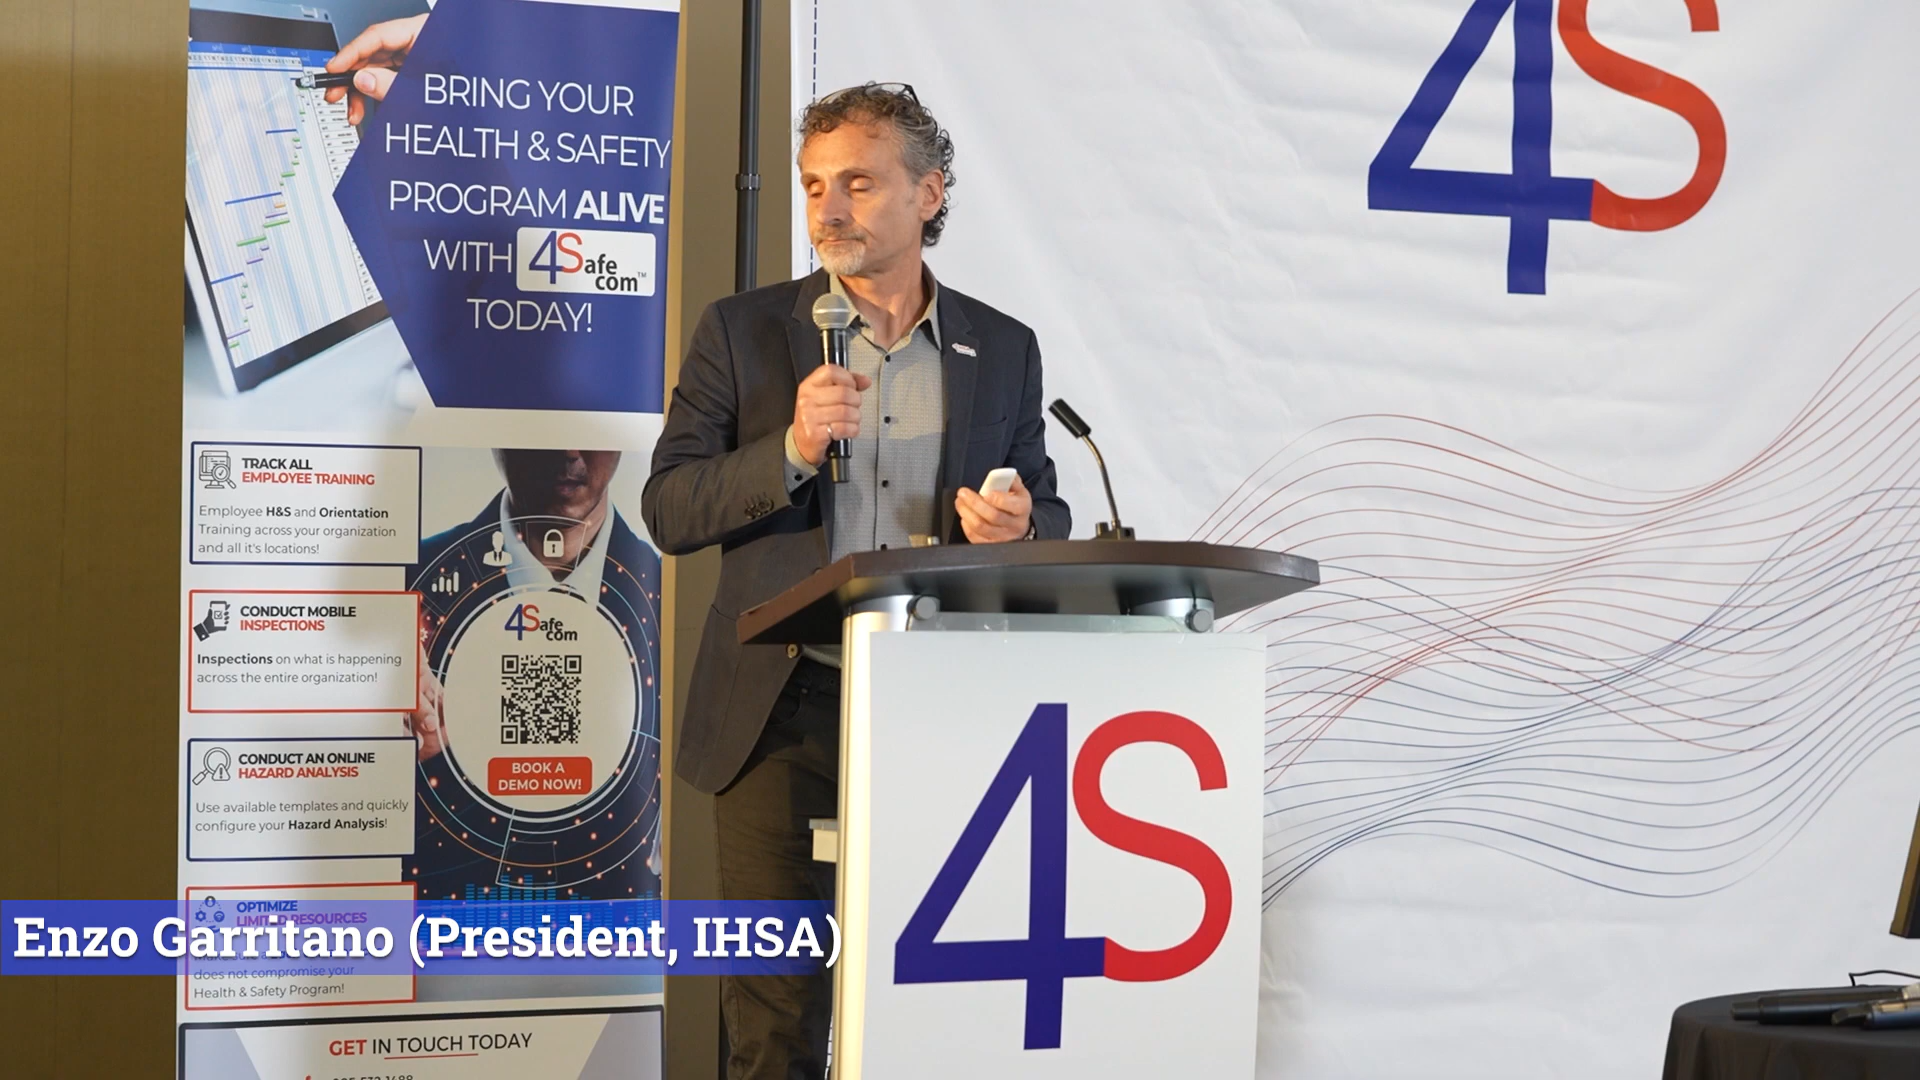 BRING YOUR
HEALTH & SAFETY
PROGRAM ALIVE
WITH 4Safe com™
TODAY!
4S
TRACK ALL
EMPLOYEE TRAINING
Employee H&S and Orientation
Training across your organization
and all it's locations!
CONDUCT MOBILE
INSPECTIONS
Inspections on what is happening
across the entire organization!
4Safe com
BOOK A
DEMO NOW!
CONDUCT AN ONLINE
HAZARD ANALYSIS
Use available templates and quickly
configure your Hazard Analysis!
OPTIMIZE
LIMITED RESOURCES
does not compromise your
Health & Safety Program!
GET IN TOUCH TODAY
4S
Enzo Garritano (President, IHSA)